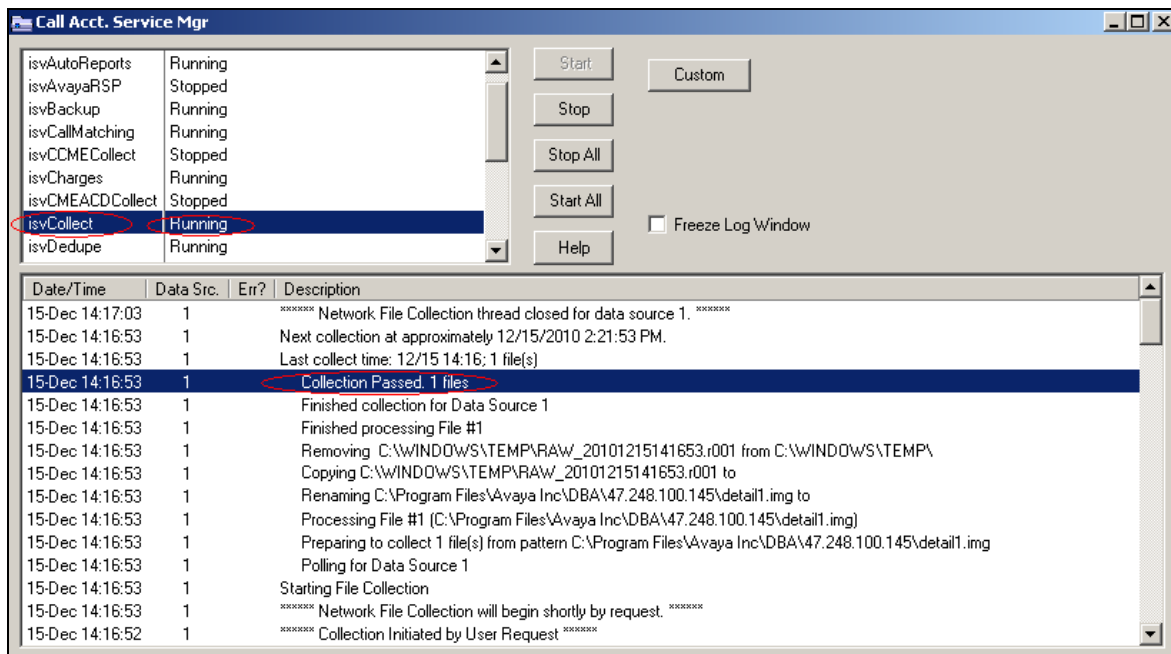 Call Acct. Service Mgr
isvAutoReports Running
isvAvayaRSP Stopped
isvBackup Running
isvCallMatching Running
isvCCMECollect Stopped
isvCharges Running
isvCMEACDCollect Stopped
isvCollect Running
isvDedupe Running
Start
Stop
Stop All
Start All
Help
Custom
Freeze Log Window
Date/Time Data Src. Err? Description
15-Dec 14:17:03 1 ****** Network File Collection thread closed for data source 1. ******
15-Dec 14:16:53 1 Next collection at approximately 12/15/2010 2:21:53 PM.
15-Dec 14:16:53 1 Last collect time: 12/15 14:16; 1 file(s)
15-Dec 14:16:53 1 Collection Passed. 1 files
15-Dec 14:16:53 1 Finished collection for Data Source 1
15-Dec 14:16:53 1 Finished processing File #1
15-Dec 14:16:53 1 Removing C:\WINDOWS\TEMP\RAW_20101215141653.r001 from C:\WINDOWS\TEMP\
15-Dec 14:16:53 1 Copying C:\WINDOWS\TEMP\RAW_20101215141653.r001 to
15-Dec 14:16:53 1 Renaming C:\Program Files\Avaya Inc\DBA\47.248.100.145\detail1.img to
15-Dec 14:16:53 1 Processing File #1 (C:\Program Files\Avaya Inc\DBA\47.248.100.145\detail1.img)
15-Dec 14:16:53 1 Preparing to collect 1 file(s) from pattern C:\Program Files\Avaya Inc\DBA\47.248.100.145\detail1.img
15-Dec 14:16:53 1 Polling for Data Source 1
15-Dec 14:16:53 1 Starting File Collection
15-Dec 14:16:53 1 ****** Network File Collection will begin shortly by request. ******
15-Dec 14:16:52 1 ****** Collection Initiated by User Request ******